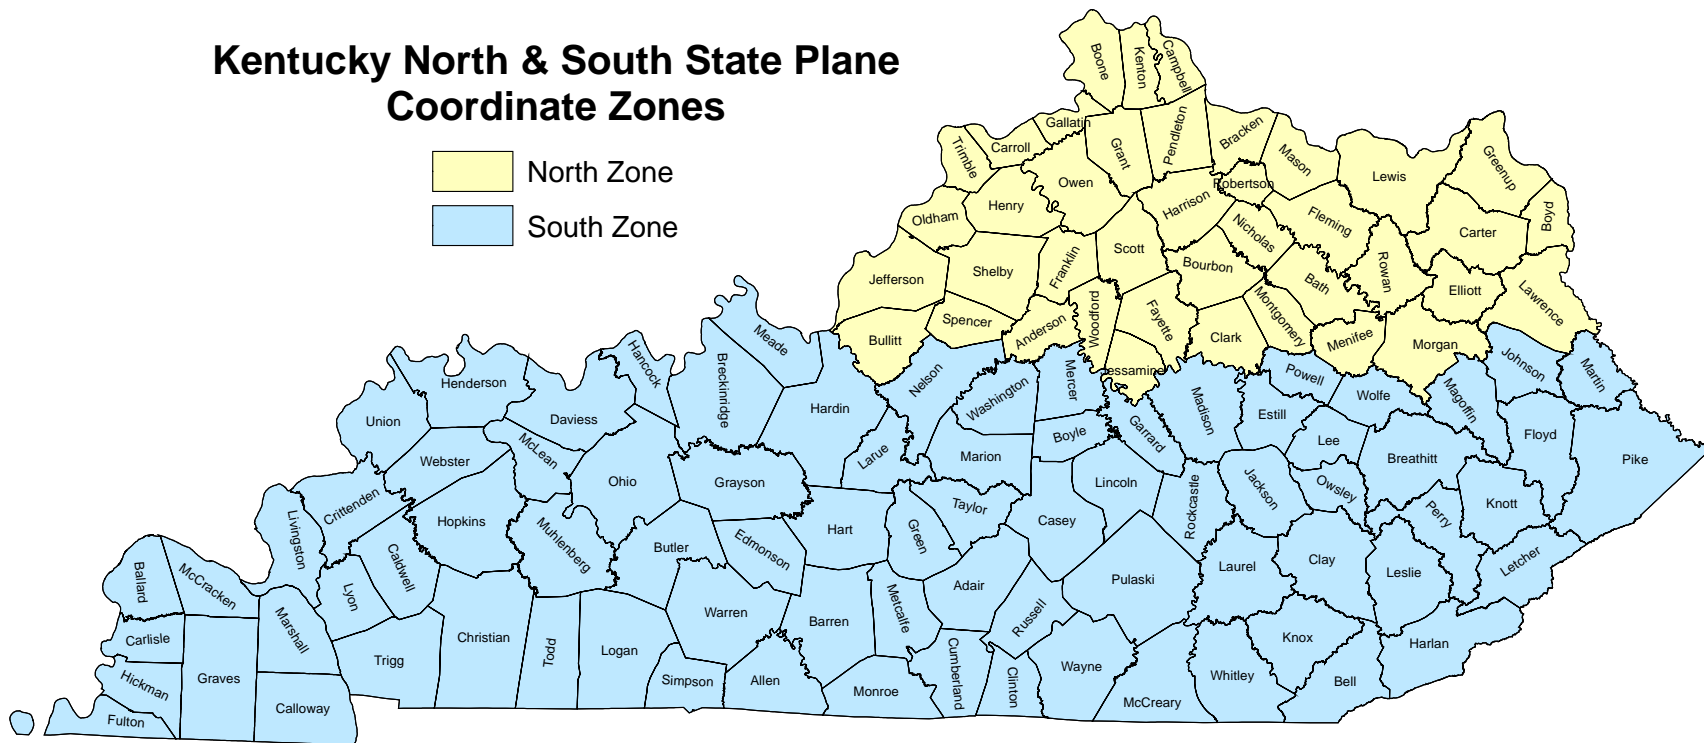 Kentucky North & South State Plane
Coordinate Zones
North Zone
South Zone
Boone
Kenton
Campbell
Gallatin
Carroll
Trimble
Grant
Pendleton
Bracken
Mason
Lewis
Greenup
Owen
Robertson
Harrison
Henry
Oldham
Fleming
Nicholas
Carter
Boyd
Scott
Franklin
Shelby
Jefferson
Bourbon
Rowan
Bath
Elliott
Lawrence
Spencer
Anderson
Woodford
Fayette
Montgomery
Clark
Menifee
Morgan
Bullitt
essamine
Meade
Hancock
Breckinridge
Henderson
Union
Daviess
Hardin
Nelson
Washington
Mercer
Madison
Powell
Wolfe
Magoffin
Johnson
Martin
Estill
Garrard
Boyle
Lee
Floyd
Pike
Webster
McLean
Ohio
Grayson
Larue
Marion
Lincoln
Rockcastle
Jackson
Owsley
Breathitt
Knott
Perry
Crittenden
Livingston
Hopkins
Muhlenberg
Butler
Edmonson
Hart
Green
Taylor
Casey
Pulaski
Laurel
Clay
Leslie
Letcher
Ballard
McCracken
Lyon
Caldwell
Marshall
Carlisle
Hickman
Graves
Fulton
Calloway
Trigg
Christian
Todd
Logan
Warren
Simpson
Allen
Barren
Metcalfe
Adair
Russell
Monroe
Cumberland
Clinton
Wayne
McCreary
Whitley
Knox
Bell
Harlan